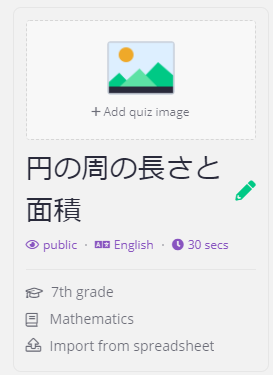 + Add quiz image
円の周の長さと
面積
public · English · 30 secs
7th grade
Mathematics
Import from spreadsheet